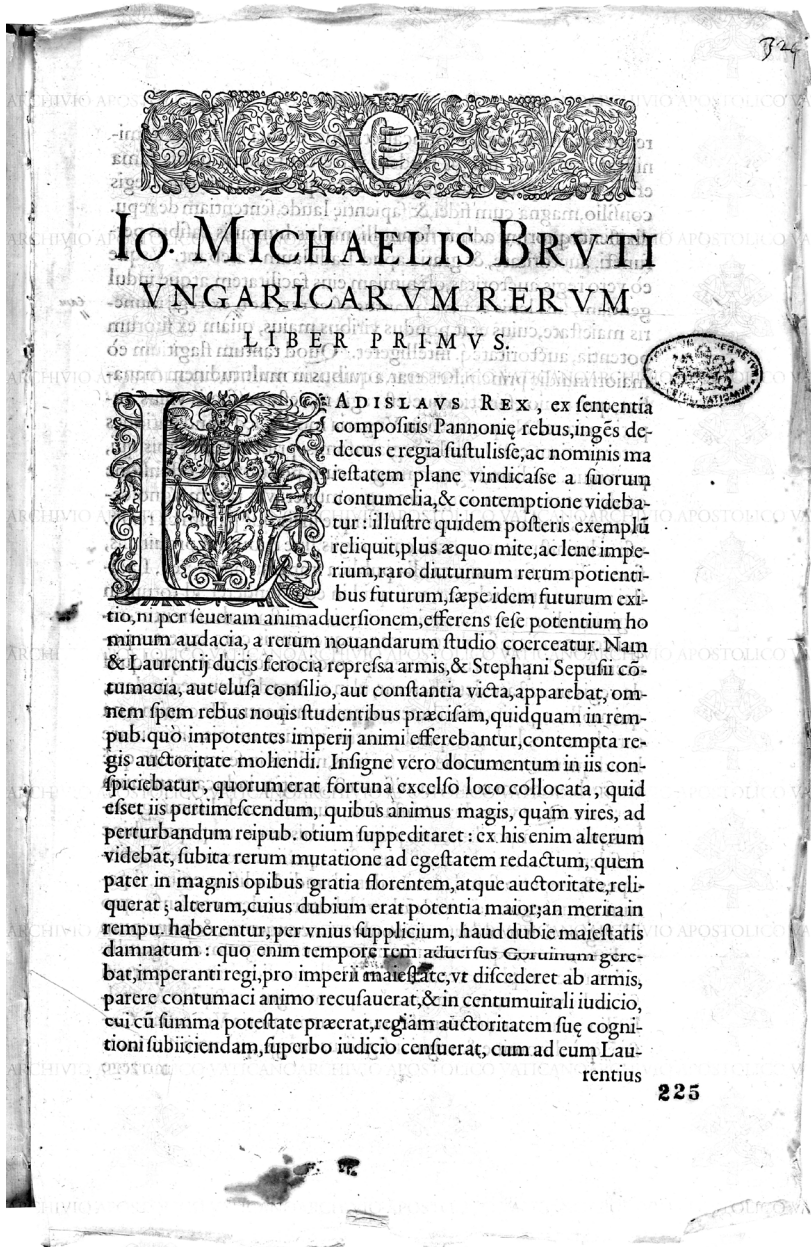 IO. MICHAELIS BRVTI
VNGARICARVM RERVM
LIBER PRIMVS.
LADISLAVS REX, ex ſententia
compoſitis Pannonię rebus, ingẽs de-
decus e regia ſuſtuliſſe, ac nominis ma
ieſtatem plane vindicaſſe a ſuorum
contumelia, & contemptione videba-
tur: illuſtre quidem poſteris exemplũ
reliquit, plus æquo mite, ac lene impe-
rium, raro diuturnum rerum potienti-
bus futurum, ſæpe idem futurum exi-
tio, ni per ſeueram animaduerſionem, efferens ſeſe potentium ho
minum audacia, a rerum nouandarum ſtudio coerceatur. Nam
& Laurentij ducis ferocia repreſſa armis, & Stephani Sepuſii cõ-
tumacia, aut eluſa conſilio, aut conſtantia victa, apparebat, om-
nem ſpem rebus nouis ſtudentibus præciſam, quidquam in rem-
pub. quo impotentes imperij animi efferebantur, contempta re-
gis auctoritate moliendi. Inſigne vero documentum in iis con-
ſpiciebatur, quorum erat fortuna excelſo loco collocata, quid
eſſet iis pertimeſcendum, quibus animus magis, quam vires, ad
perturbandum reipub. otium ſuppeditaret: ex his enim alterum
videbãt, ſubita rerum mutatione ad egeſtatem redactum, quem
pater in magnis opibus gratia florentem, atque auctoritate, reli-
querat; alterum, cuius dubium erat potentia maior; an merita in
rempu. haberentur, per vnius ſupplicium, haud dubie maieſtatis
damnatum: quo enim tempore rem aduerſus Coruinum gere-
bat, imperanti regi, pro imperii maieſtate, vt diſcederet ab armis,
parere contumaci animo recuſauerat, & in centumuirali iudicio,
cui cũ ſumma poteſtate præerat, regiam auctoritatem ſuę cogni-
tioni ſubiiciendam, ſuperbo iudicio cenſuerat, cum ad eum Lau-
rentius
225